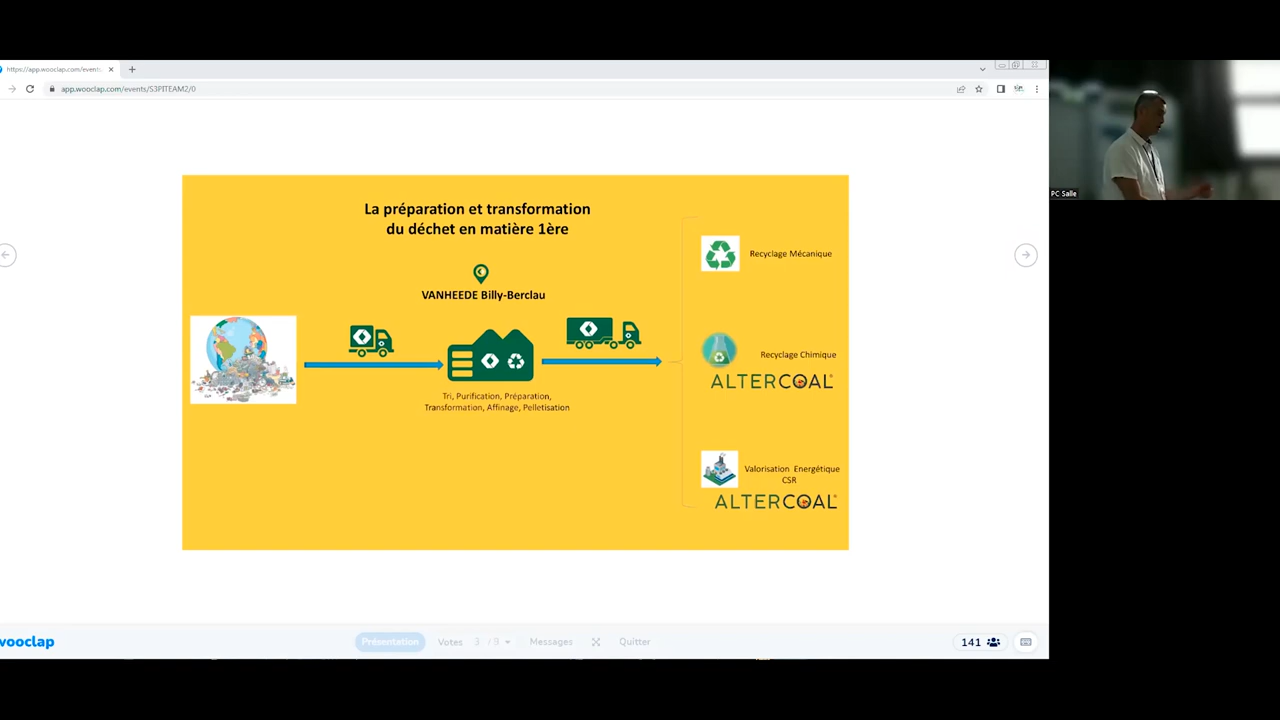 https://app.wooclap.com/events
app.wooclap.com/events/S3PITEAM2/0
PC Salle
La préparation et transformation
du déchet en matière 1ère
VANHEEDE Billy-Berclau
Tri, Purification, Préparation,
Transformation, Affinage, Pelletisation
Recyclage Mécanique
Recyclage Chimique
ALTERCOAL
Valorisation Energétique
CSR
ALTERCOAL
wooclap
Présentation
Votes 3 / 9
Messages
Quitter
141